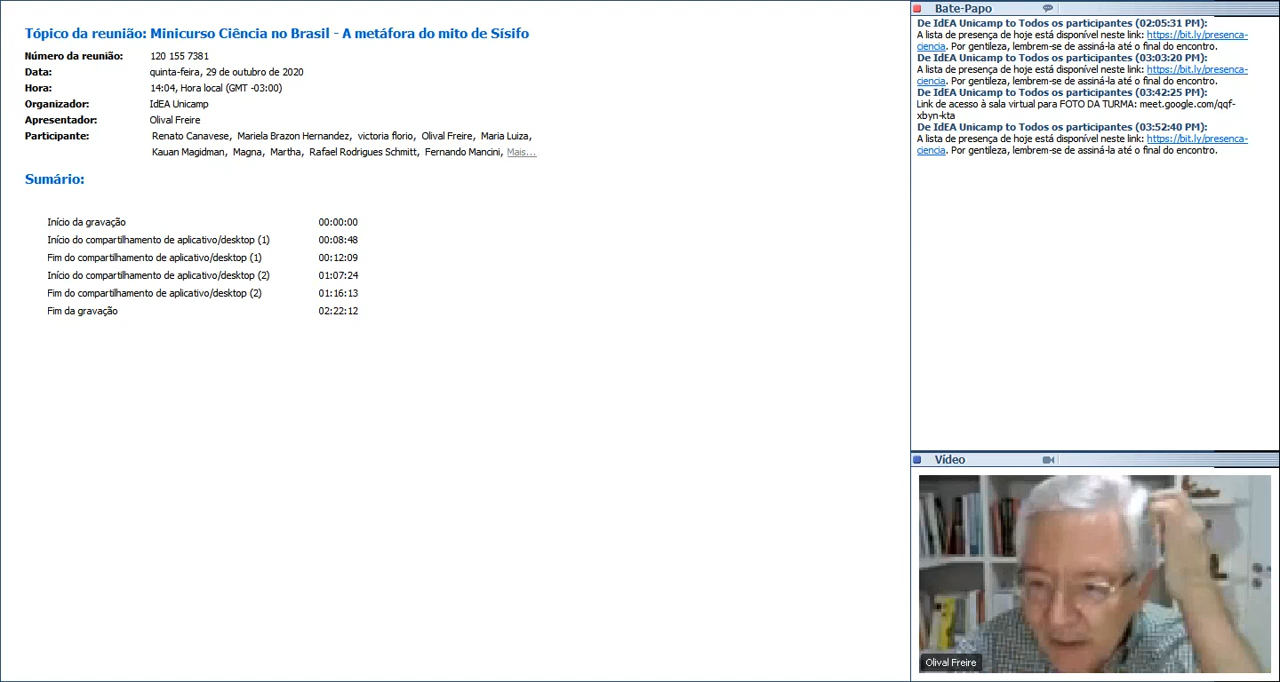 Tópico da reunião: Minicurso Ciência no Brasil - A metáfora do mito de Sísifo
Número da reunião: 120 155 7381
Data: quinta-feira, 29 de outubro de 2020
Hora: 14:04, Hora local (GMT -03:00)
Organizador: IdEA Unicamp
Apresentador: Olival Freire
Participante: Renato Canavese, Mariela Brazon Hernandez, victoria florio, Olival Freire, Maria Luiza,
Kauan Magidman, Magna, Martha, Rafael Rodrigues Schmitt, Fernando Mancini, Mais...
Sumário:
Início da gravação 00:00:00
Início do compartilhamento de aplicativo/desktop (1) 00:08:48
Fim do compartilhamento de aplicativo/desktop (1) 00:12:09
Início do compartilhamento de aplicativo/desktop (2) 01:07:24
Fim do compartilhamento de aplicativo/desktop (2) 01:16:13
Fim da gravação 02:22:12
Bate-Papo
De IdEA Unicamp to Todos os participantes (02:05:31 PM):
A lista de presença de hoje está disponível neste link: https://bit.ly/presenca-
ciencia. Por gentileza, lembrem-se de assiná-la até o final do encontro.
De IdEA Unicamp to Todos os participantes (03:03:20 PM):
A lista de presença de hoje está disponível neste link: https://bit.ly/presenca-
ciencia. Por gentileza, lembrem-se de assiná-la até o final do encontro.
De IdEA Unicamp to Todos os participantes (03:42:25 PM):
Link de acesso à sala virtual para FOTO DA TURMA: meet.google.com/qqf-
xbyn-kta
De IdEA Unicamp to Todos os participantes (03:52:40 PM):
A lista de presença de hoje está disponível neste link: https://bit.ly/presenca-
ciencia. Por gentileza, lembrem-se de assiná-la até o final do encontro.
Vídeo
Olival Freire